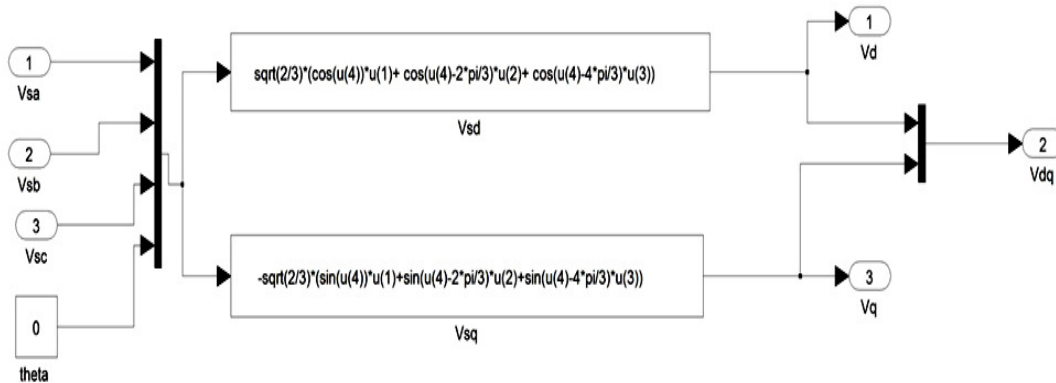 1
Vsa
2
Vsb
3
Vsc
0
theta
sqrt(2/3)*(cos(u(4))*u(1)+ cos(u(4)-2*pi/3)*u(2)+ cos(u(4)-4*pi/3)*u(3))
Vsd
-sqrt(2/3)*(sin(u(4))*u(1)+sin(u(4)-2*pi/3)*u(2)+sin(u(4)-4*pi/3)*u(3))
Vsq
1
Vd
2
Vdq
3
Vq